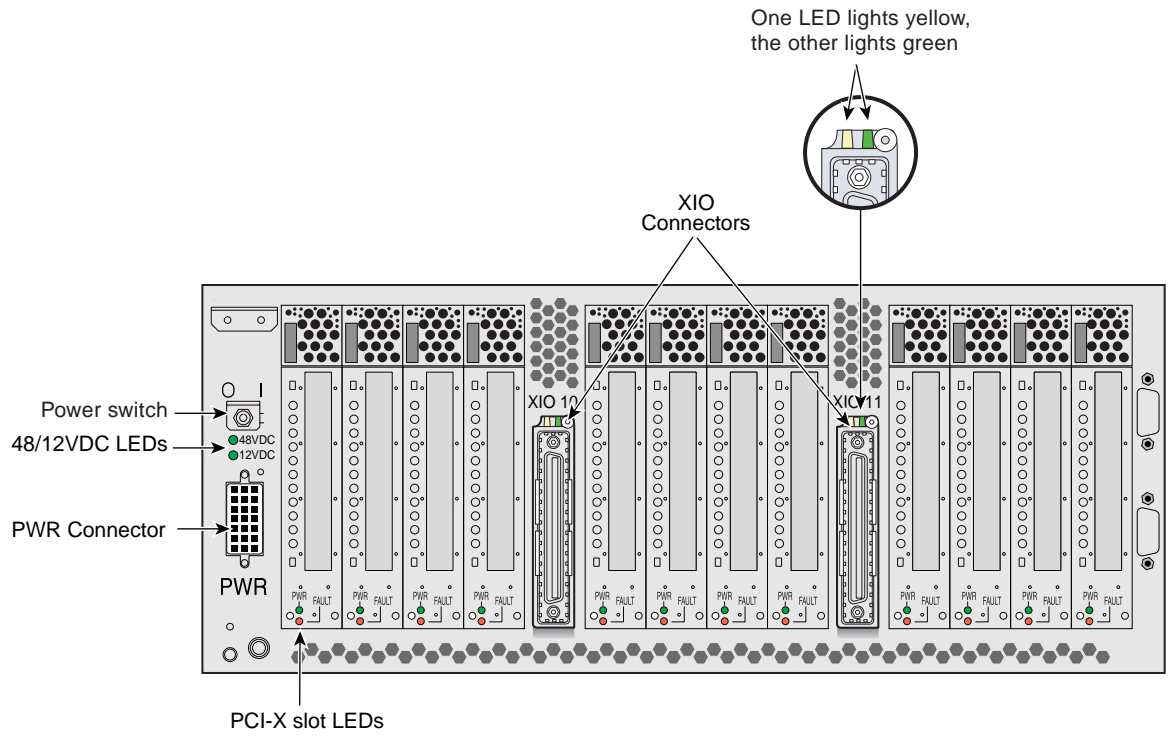 One LED lights yellow,
the other lights green
XIO
Connectors
O I
XIO 10
XIO 11
Power switch
48/12VDC LEDs
48VDC
12VDC
PWR Connector
PWR
PWR FAULT PWR FAULT PWR FAULT PWR FAULT PWR FAULT PWR FAULT PWR FAULT PWR FAULT PWR FAULT PWR FAULT PWR FAULT PWR FAULT
PCI-X slot LEDs